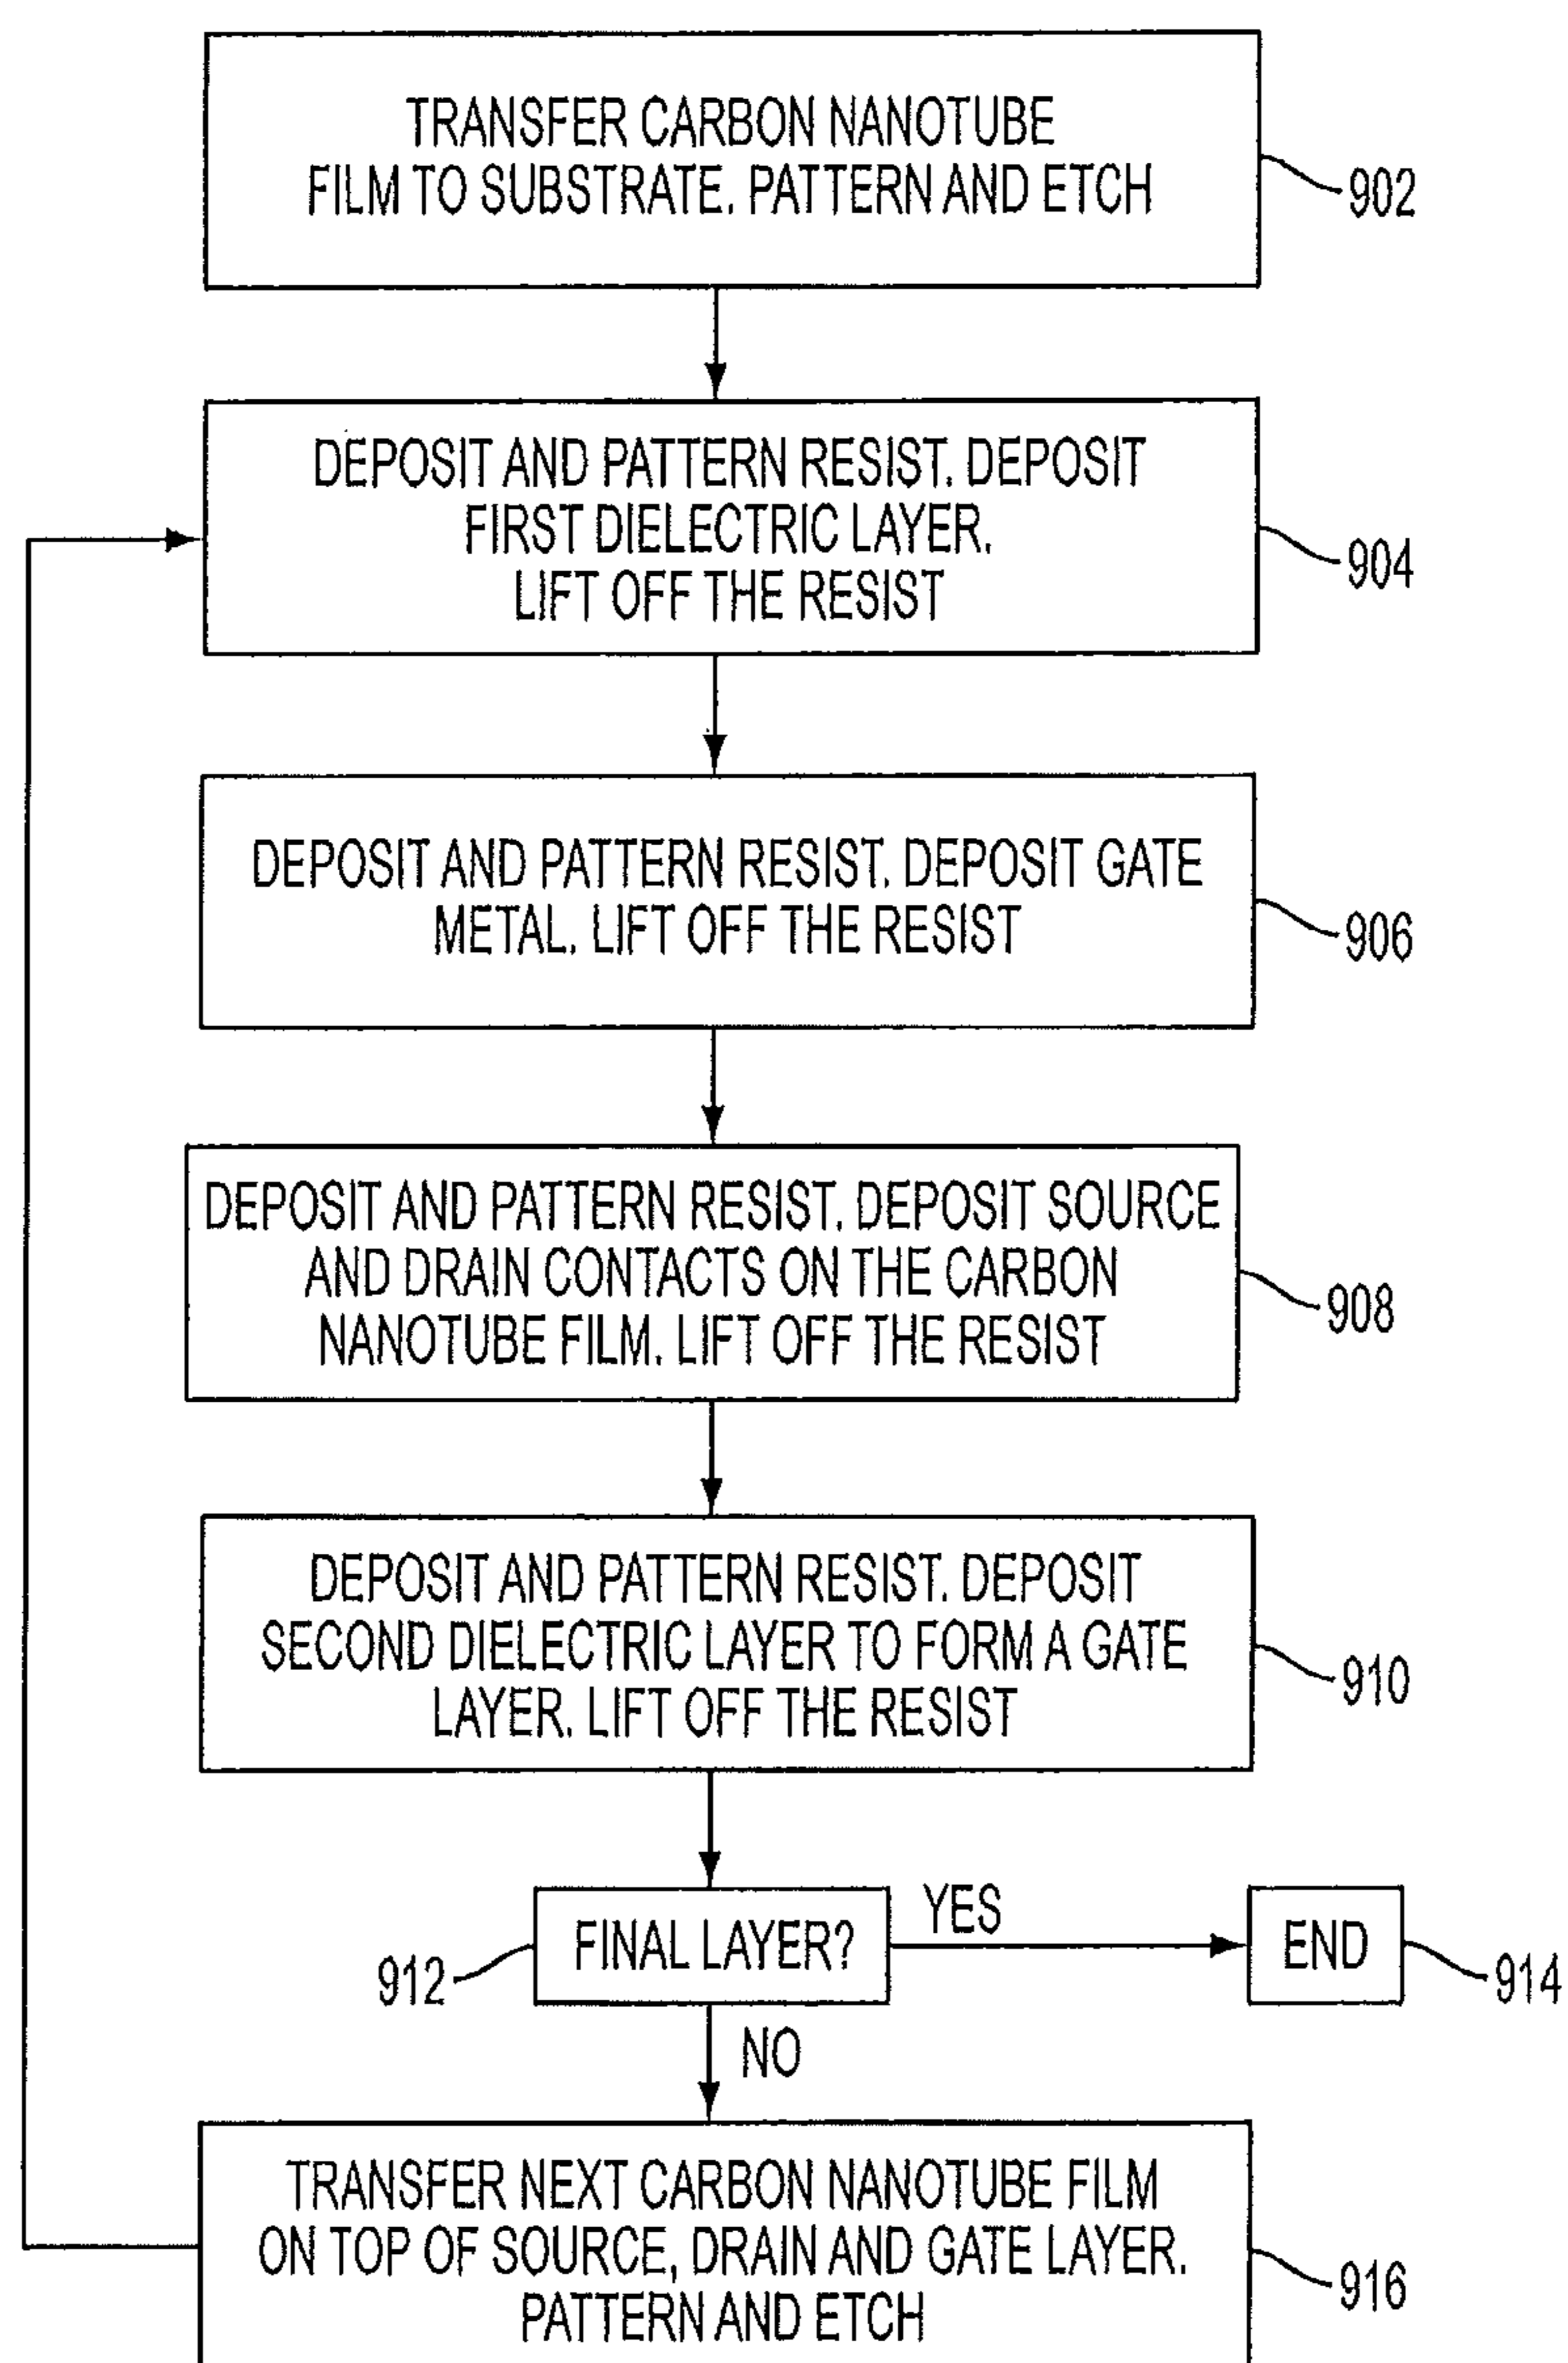 TRANSFER CARBON NANOTUBE
FILM TO SUBSTRATE. PATTERN AND ETCH
902
DEPOSIT AND PATTERN RESIST. DEPOSIT
FIRST DIELECTRIC LAYER.
LIFT OFF THE RESIST
904
DEPOSIT AND PATTERN RESIST. DEPOSIT GATE
METAL. LIFT OFF THE RESIST
906
DEPOSIT AND PATTERN RESIST. DEPOSIT SOURCE
AND DRAIN CONTACTS ON THE CARBON
NANOTUBE FILM. LIFT OFF THE RESIST
908
DEPOSIT AND PATTERN RESIST. DEPOSIT
SECOND DIELECTRIC LAYER TO FORM A GATE
LAYER. LIFT OFF THE RESIST
910
FINAL LAYER?
912
YES
END
914
NO
TRANSFER NEXT CARBON NANOTUBE FILM
ON TOP OF SOURCE, DRAIN AND GATE LAYER.
PATTERN AND ETCH
916